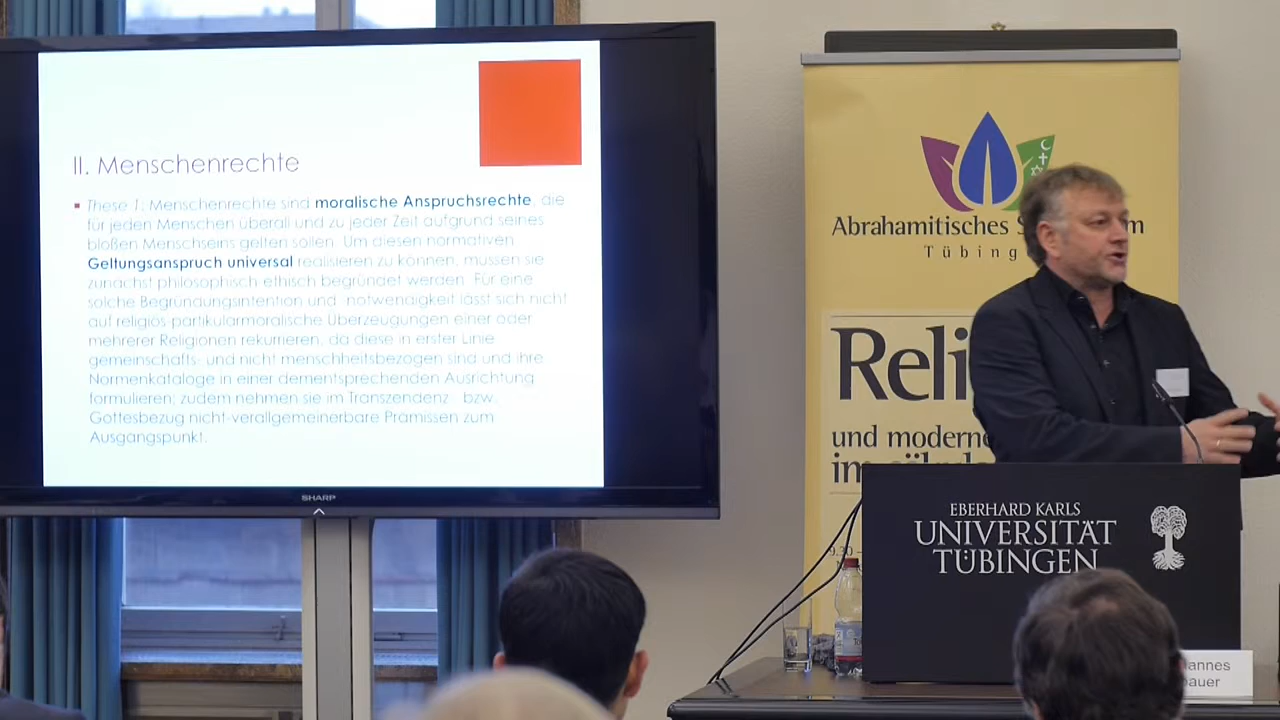 II. Menschenrechte
These 1: Menschenrechte sind moralische Anspruchsrechte, die
für jeden Menschen überall und zu jeder Zeit aufgrund seines
bloßen Menschseins gelten sollen. Um diesen normativen
Geltungsanspruch universal realisieren zu können, müssen sie
zunächst philosophisch-ethisch begründet werden. Für eine
solche Begründungsintention und -notwendigkeit lässt sich nicht
auf religiös-partikularmoralische Überzeugungen einer oder
mehrerer Religionen rekurrieren, da diese in erster Linie
gemeinschafts- und nicht menschheitsbezogen sind und ihre
Normenkataloge in einer dementsprechenden Ausrichtung
formulieren; zudem nehmen sie im Transzendenz- bzw.
Gottesbezug nicht-verallgemeinerbare Prämissen zum
Ausgangspunkt.
SHARP
Abrahamitisches S m
Tübing
Reli
und moderne
im
9.30 –
EBERHARD KARLS
UNIVERSITÄT
TÜBINGEN
annes
auer